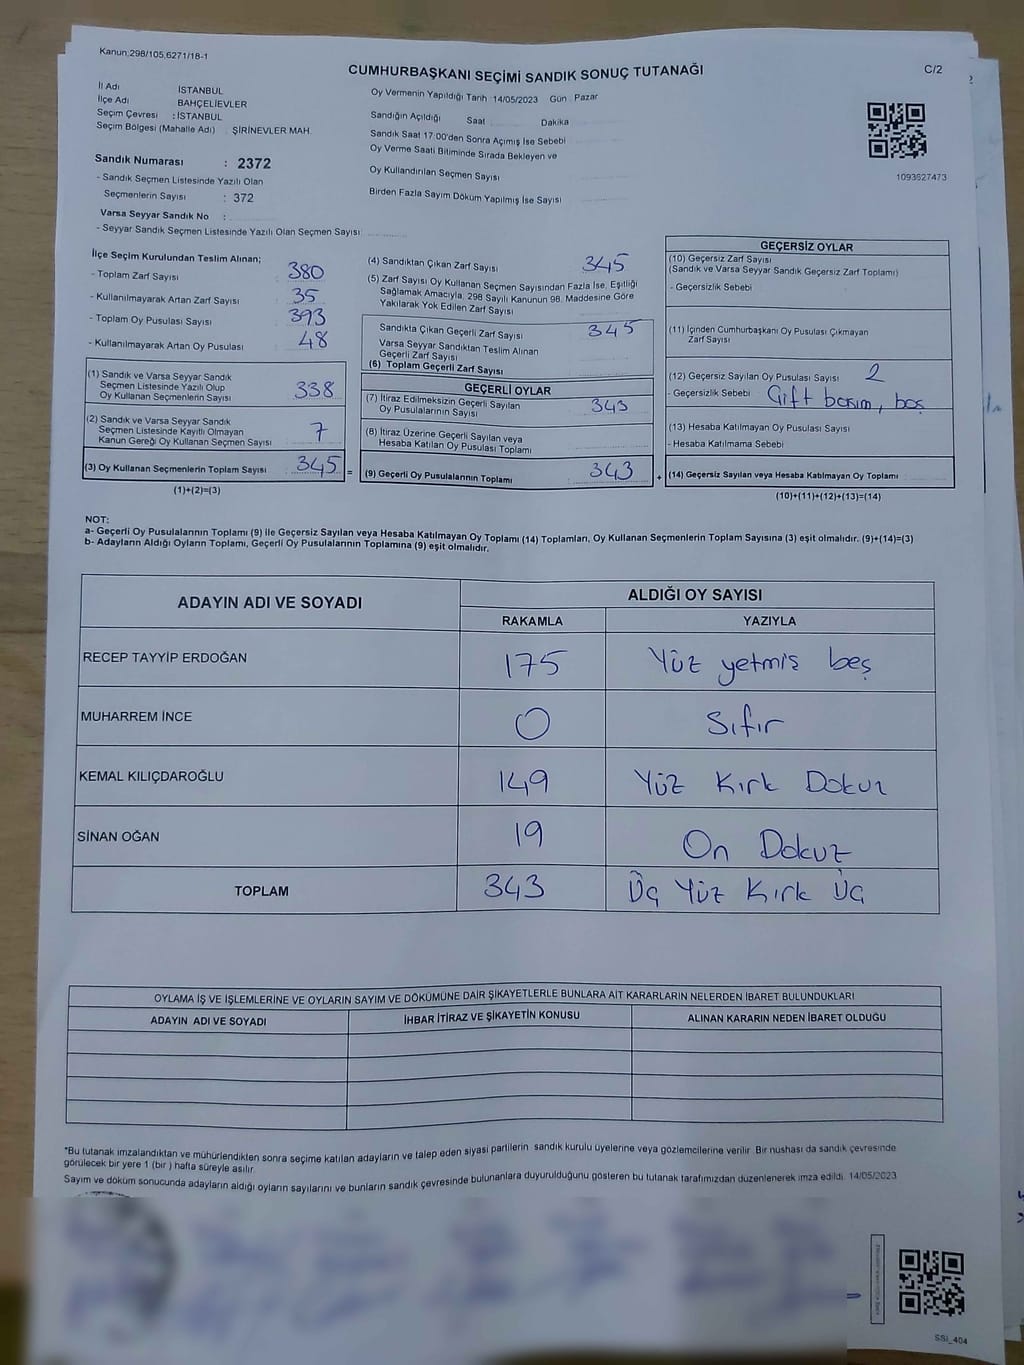 Kanun,298/105,6271/18-1
CUMHURBAŞKANI SEÇİMİ SANDIK SONUÇ TUTANAĞI
C/2
İl Adı İSTANBUL
İlçe Adı BAHÇELİEVLER
Seçim Çevresi : İSTANBUL
Seçim Bölgesi (Mahalle Adı) ŞİRİNEVLER MAH.
Sandık Numarası : 2372
- Sandık Seçmen Listesinde Yazılı Olan
Seçmenlerin Sayısı : 372
Varsa Seyyar Sandık No :
- Seyyar Sandık Seçmen Listesinde Yazılı Olan Seçmen Sayısı
Oy Vermenin Yapıldığı Tarih 14/05/2023 Gün Pazar
Sandığın Açıldığı Saat Dakika
Sandık Saat 17:00'den Sonra Açımış İse Sebebi
Oy Verme Saati Bitiminde Sırada Bekleyen ve
Oy Kullandırılan Seçmen Sayısı
Birden Fazla Sayım Döküm Yapılmış İse Sayısı
1093627473
İlçe Seçim Kurulundan Teslim Alınan;
- Toplam Zarf Sayısı 380
- Kullanılmayarak Artan Zarf Sayısı 35
- Toplam Oy Pusulası Sayısı 393
- Kullanılmayarak Artan Oy Pusulası 48
(1) Sandık ve Varsa Seyyar Sandık
Seçmen Listesinde Yazılı Olup
Oy Kullanan Seçmenlerin Sayısı 338
(2) Sandık ve Varsa Seyyar Sandık
Seçmen Listesinde Kayıtlı Olmayan
Kanun Gereği Oy Kullanan Seçmen Sayısı 7
(3) Oy Kullanan Seçmenlerin Toplam Sayısı 345 =
(1)+(2)=(3)
(4) Sandıktan Çıkan Zarf Sayısı 345
(5) Zarf Sayısı Oy Kullanan Seçmen Sayısından Fazla İse, Eşitliği
Sağlamak Amacıyla, 298 Sayılı Kanunun 98. Maddesine Göre
Yakılarak Yok Edilen Zarf Sayısı
Sandıkta Çıkan Geçerli Zarf Sayısı 345
Varsa Seyyar Sandıktan Teslim Alınan
Geçerli Zarf Sayısı
(6) Toplam Geçerli Zarf Sayısı
GEÇERLİ OYLAR
(7) İtiraz Edilmeksizin Geçerli Sayılan
Oy Pusulalarının Sayısı 343
(8) İtiraz Üzerine Geçerli Sayılan veya
Hesaba Katılan Oy Pusulası Toplamı
(9) Geçerli Oy Pusulalarının Toplamı : 343 +
GEÇERSİZ OYLAR
(10) Geçersiz Zarf Sayısı
(Sandık ve Varsa Seyyar Sandık Geçersiz Zarf Toplamı)
- Geçersizlik Sebebi
(11) İçinden Cumhurbaşkanı Oy Pusulası Çıkmayan
Zarf Sayısı
(12) Geçersiz Sayılan Oy Pusulası Sayısı 2
- Geçersizlik Sebebi Çift basım, boş
(13) Hesaba Katılmayan Oy Pusulası Sayısı
- Hesaba Katılmama Sebebi
(14) Geçersiz Sayılan veya Hesaba Katılmayan Oy Toplamı
(10)+(11)+(12)+(13)=(14)
NOT:
a- Geçerli Oy Pusulalarının Toplamı (9) ile Geçersiz Sayılan veya Hesaba Katılmayan Oy Toplamı (14) Toplamları, Oy Kullanan Seçmenlerin Toplam Sayısına (3) eşit olmalıdır. (9)+(14)=(3)
b- Adayların Aldığı Oyların Toplamı, Geçerli Oy Pusulalarının Toplamına (9) eşit olmalıdır.
ADAYIN ADI VE SOYADI ALDIĞI OY SAYISI
RAKAMLA YAZIYLA
RECEP TAYYİP ERDOĞAN 175 Yüz yetmiş beş
MUHARREM İNCE 0 Sıfır
KEMAL KILIÇDAROĞLU 149 Yüz Kırk Dokuz
SİNAN OĞAN 19 On Dokuz
TOPLAM 343 Üç Yüz Kırk Üç
OYLAMA İŞ VE İŞLEMLERİNE VE OYLARIN SAYIM VE DÖKÜMÜNE DAİR ŞİKAYETLERLE BUNLARA AİT KARARLARIN NELERDEN İBARET BULUNDUKLARI
ADAYIN ADI VE SOYADI İHBAR İTİRAZ VE ŞİKAYETİN KONUSU ALINAN KARARIN NEDEN İBARET OLDUĞU
*Bu tutanak imzalandıktan ve mühürlendikten sonra seçime katılan adayların ve talep eden siyasi partilerin sandık kurulu üyelerine veya gözlemcilerine verilir. Bir nushası da sandık çevresinde
görülecek bir yere 1 (bir) hafta süreyle asılır.
Sayım ve döküm sonucunda adayların aldığı oyların sayılarını ve bunların sandık çevresinde bulunanlara duyurulduğunu gösteren bu tutanak tarafımızdan düzenlenerek imza edildi. 14/05/2023
SSI_404